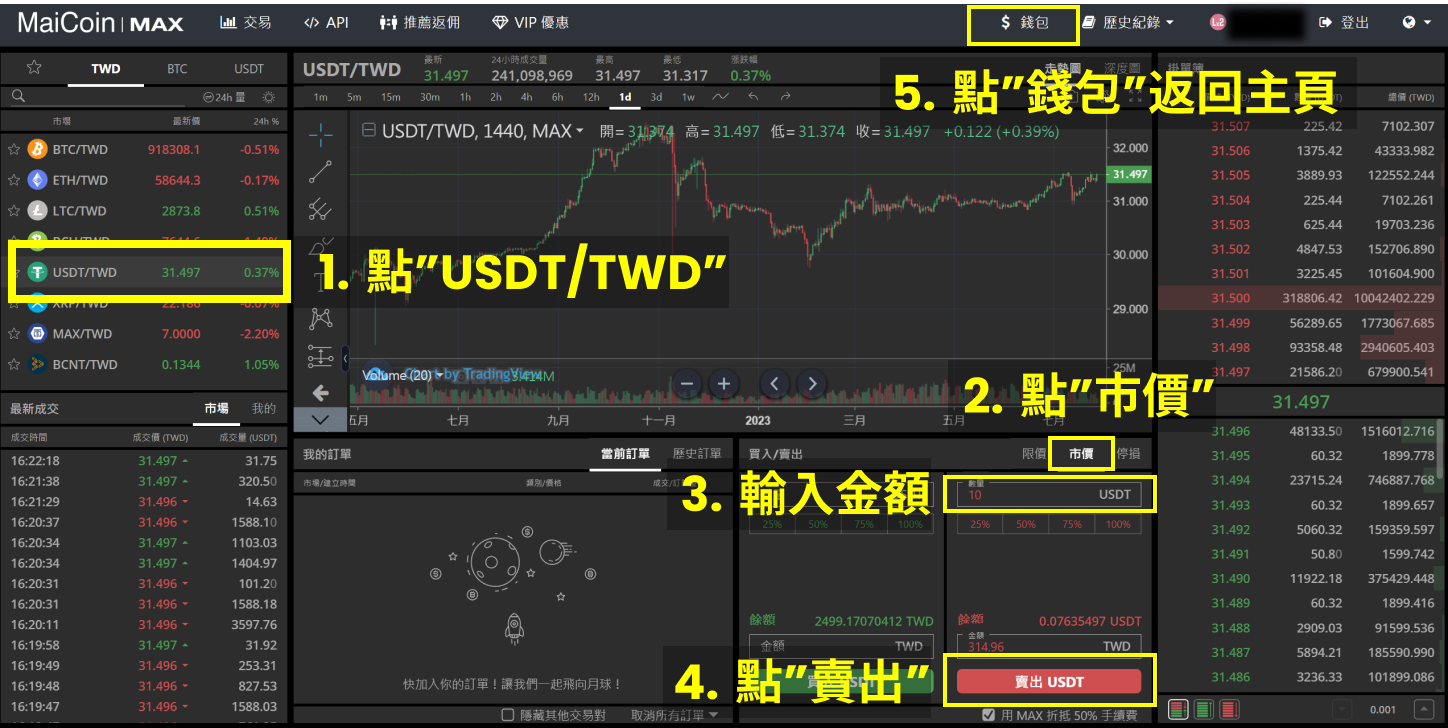 MaiCoin MAX 交易 </> API 推薦返佣 VIP 優惠 $ 錢包 歷史紀錄 L2 登出
TWD BTC USDT
24h 量
市場 最新價 24h %
BTC/TWD 918308.1 -0.51%
ETH/TWD 58644.3 -0.17%
LTC/TWD 2873.8 0.51%
USDT/TWD 31.497 0.37%
XRP/TWD 22.186 -0.67%
MAX/TWD 7.0000 -2.20%
BCNT/TWD 0.1344 1.05%
最新成交 市場 我的
成交時間 成交價 (TWD) 成交量 (USDT)
16:22:18 31.497 31.75
16:21:38 31.497 320.50
16:21:29 31.496 14.63
16:20:37 31.496 1588.10
16:20:34 31.497 1103.03
16:20:34 31.497 1404.97
16:20:31 31.496 101.20
16:20:31 31.496 1588.18
16:20:11 31.496 3597.76
16:19:58 31.497 31.92
16:19:49 31.496 253.31
16:19:48 31.496 827.53
16:19:47 31.496 1588.03
USDT/TWD
最新 24小時成交量 最高 最低 漲跌幅
31.497 241,098,969 31.497 31.317 0.37%
走勢圖 深度圖
1m 5m 15m 30m 1h 2h 4h 6h 12h 1d 3d 1w
USDT/TWD, 1440, MAX 開=31.374 高=31.497 低=31.374 收=31.497 +0.122 (+0.39%)
32.000
31.497
31.000
30.000
29.000
Volume (20)
Chart by TradingView
25M
五月 七月 九月 十一月 2023 三月 五月 七月
1. 點”USDT/TWD”
2. 點”市價”
3. 輸入金額
4. 點”賣出”
5. 點”錢包”返回主頁
我的訂單 當前訂單 歷史訂單
市場/建立時間 類別/價格
快加入你的訂單！讓我們一起飛向月球！
隱藏其他交易對 取消所有訂單
買入/賣出 限價 市價 停損
25% 50% 75% 100%
餘額 2499.17070412 TWD
金額 TWD
數量
10 USDT
25% 50% 75% 100%
餘額 0.07635497 USDT
金額
314.96 TWD
賣出 USDT
用 MAX 折抵 50% 手續費
掛單簿
總價 (TWD)
31.507 225.42 7102.307
31.506 1375.42 43333.982
31.505 3889.93 122552.244
31.504 225.44 7102.261
31.503 625.44 19703.236
31.502 4847.53 152706.890
31.501 3225.45 101604.900
31.500 318806.42 10042402.229
31.499 56289.65 1773067.685
31.498 93358.48 2940605.403
31.497 21586.20 679900.541
31.497
31.496 48133.50 1516012.716
31.495 60.32 1899.778
31.494 23715.24 746887.768
31.493 60.32 1899.657
31.492 5060.32 159359.597
31.491 50.80 1599.742
31.490 11922.18 375429.448
31.489 60.32 1899.416
31.488 2909.03 91599.536
31.487 5894.21 185590.990
31.486 3236.33 101899.086
0.001